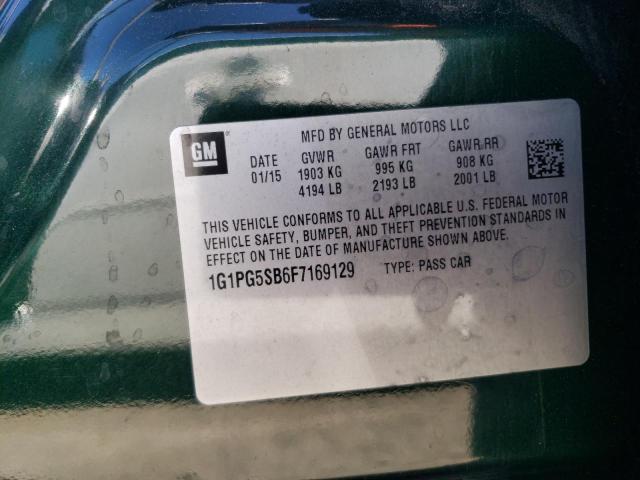 GM
MFD BY GENERAL MOTORS LLC
DATE GVWR GAWR FRT GAWR RR
01/15 1903 KG 995 KG 908 KG
4194 LB 2193 LB 2001 LB
THIS VEHICLE CONFORMS TO ALL APPLICABLE U.S. FEDERAL MOTOR
VEHICLE SAFETY, BUMPER, AND THEFT PREVENTION STANDARDS IN
EFFECT ON THE DATE OF MANUFACTURE SHOWN ABOVE.
1G1PG5SB6F7169129 TYPE: PASS CAR